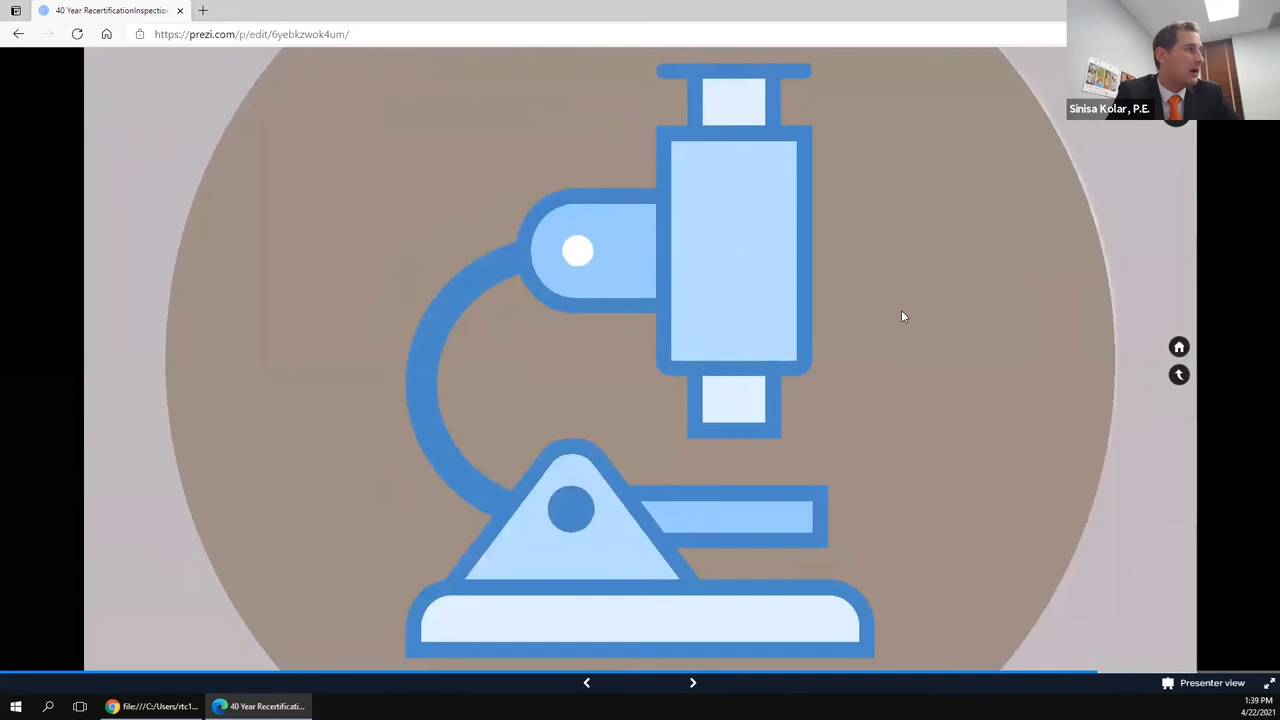 40 Year RecertificationInspectio
https://prezi.com/p/edit/6yebkzwok4um/
Sinisa Kolar, P.E.
Presenter view
file:///C:/Users/rtc1...
40 Year Recertificati...
1:39 PM
4/22/2021